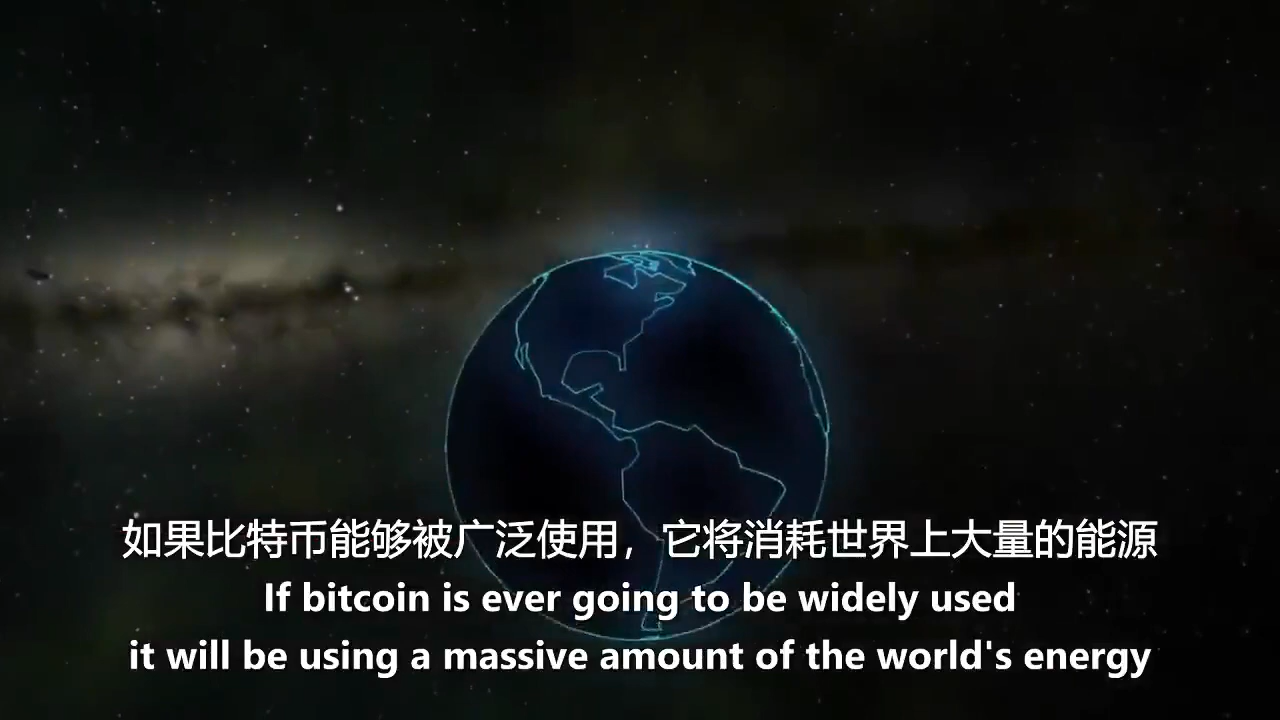 如果比特币能够被广泛使用，它将消耗世界上大量的能源
If bitcoin is ever going to be widely used
it will be using a massive amount of the world's energy